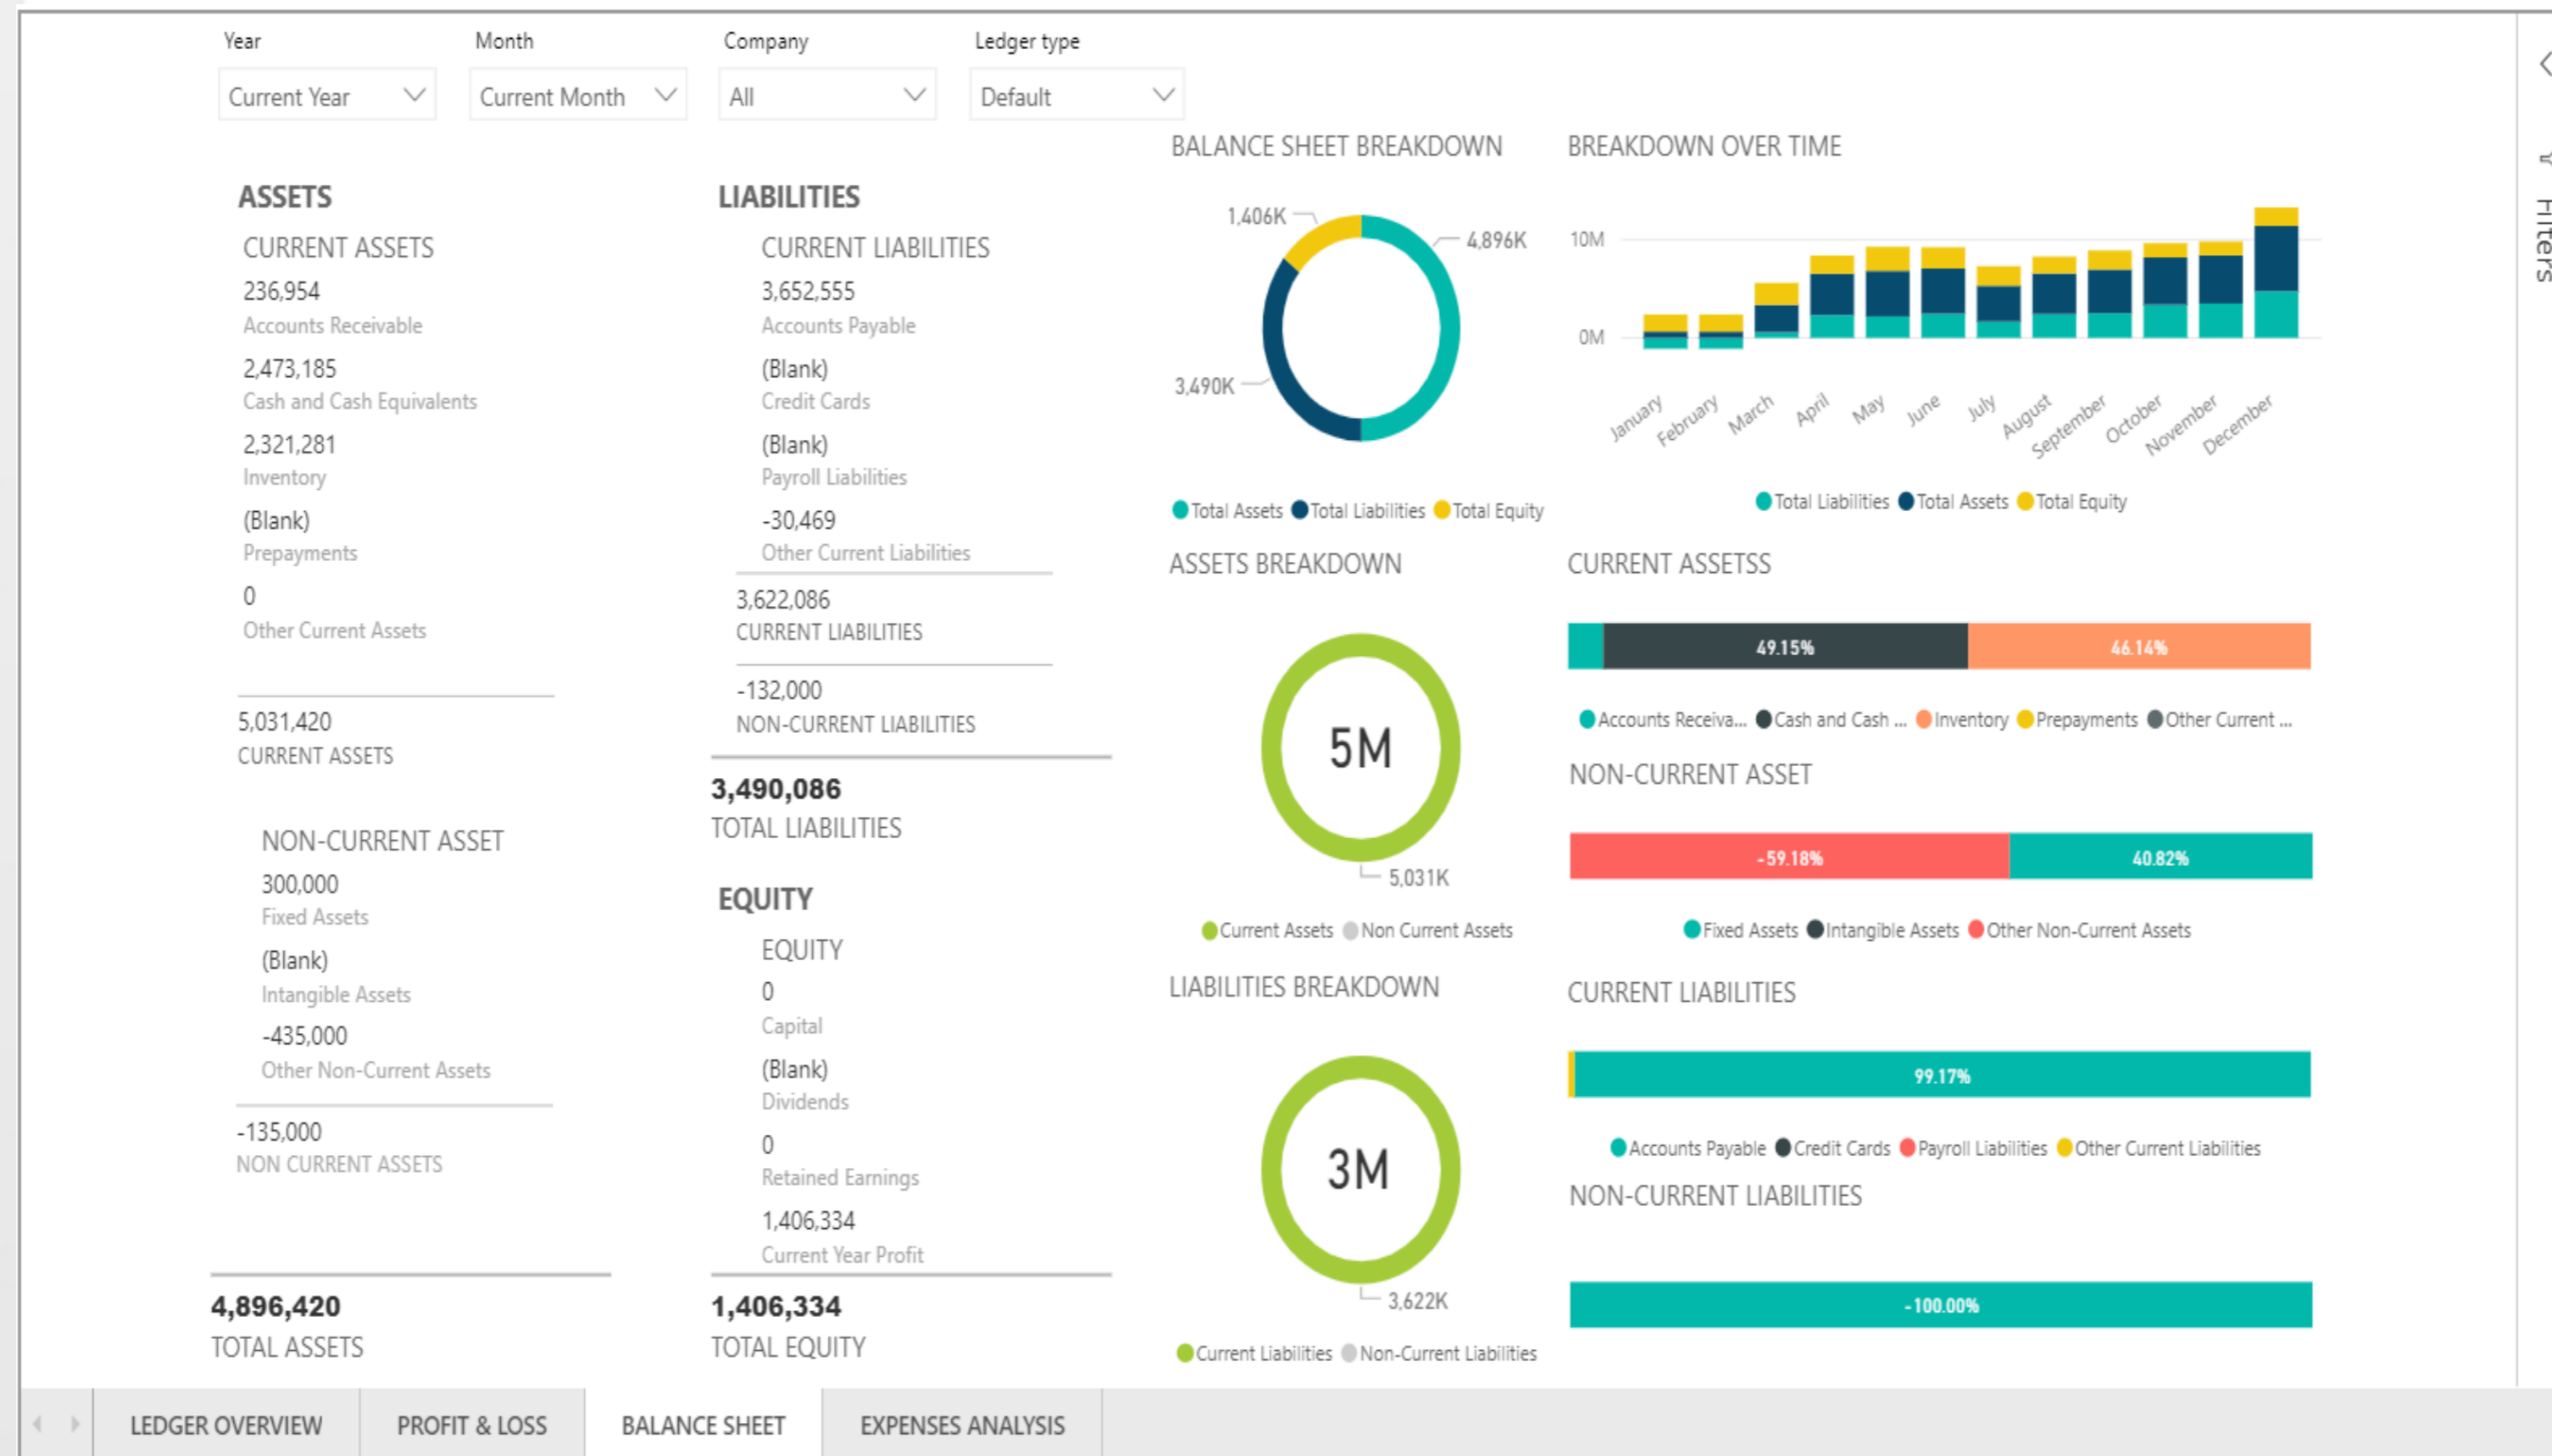 Year
Month
Company
Ledger type
Current Year
Current Month
All
Default
ASSETS
CURRENT ASSETS
236,954
Accounts Receivable
2,473,185
Cash and Cash Equivalents
2,321,281
Inventory
(Blank)
Prepayments
0
Other Current Assets
5,031,420
CURRENT ASSETS
NON-CURRENT ASSET
300,000
Fixed Assets
(Blank)
Intangible Assets
-435,000
Other Non-Current Assets
-135,000
NON CURRENT ASSETS
4,896,420
TOTAL ASSETS
LIABILITIES
CURRENT LIABILITIES
3,652,555
Accounts Payable
(Blank)
Credit Cards
(Blank)
Payroll Liabilities
-30,469
Other Current Liabilities
3,622,086
CURRENT LIABILITIES
-132,000
NON-CURRENT LIABILITIES
3,490,086
TOTAL LIABILITIES
EQUITY
EQUITY
0
Capital
(Blank)
Dividends
0
Retained Earnings
1,406,334
Current Year Profit
1,406,334
TOTAL EQUITY
BALANCE SHEET BREAKDOWN
1,406K
4,896K
3,490K
Total Assets Total Liabilities Total Equity
ASSETS BREAKDOWN
5M
5,031K
Current Assets Non Current Assets
LIABILITIES BREAKDOWN
3M
3,622K
Current Liabilities Non-Current Liabilities
BREAKDOWN OVER TIME
10M
0M
January
February
March
April
May
June
July
August
September
October
November
December
Total Liabilities Total Assets Total Equity
CURRENT ASSETSS
49.15%
46.14%
Accounts Receiva... Cash and Cash ... Inventory Prepayments Other Current ...
NON-CURRENT ASSET
-59.18%
40.82%
Fixed Assets Intangible Assets Other Non-Current Assets
CURRENT LIABILITIES
99.17%
Accounts Payable Credit Cards Payroll Liabilities Other Current Liabilities
NON-CURRENT LIABILITIES
-100.00%
Filters
LEDGER OVERVIEW
PROFIT & LOSS
BALANCE SHEET
EXPENSES ANALYSIS